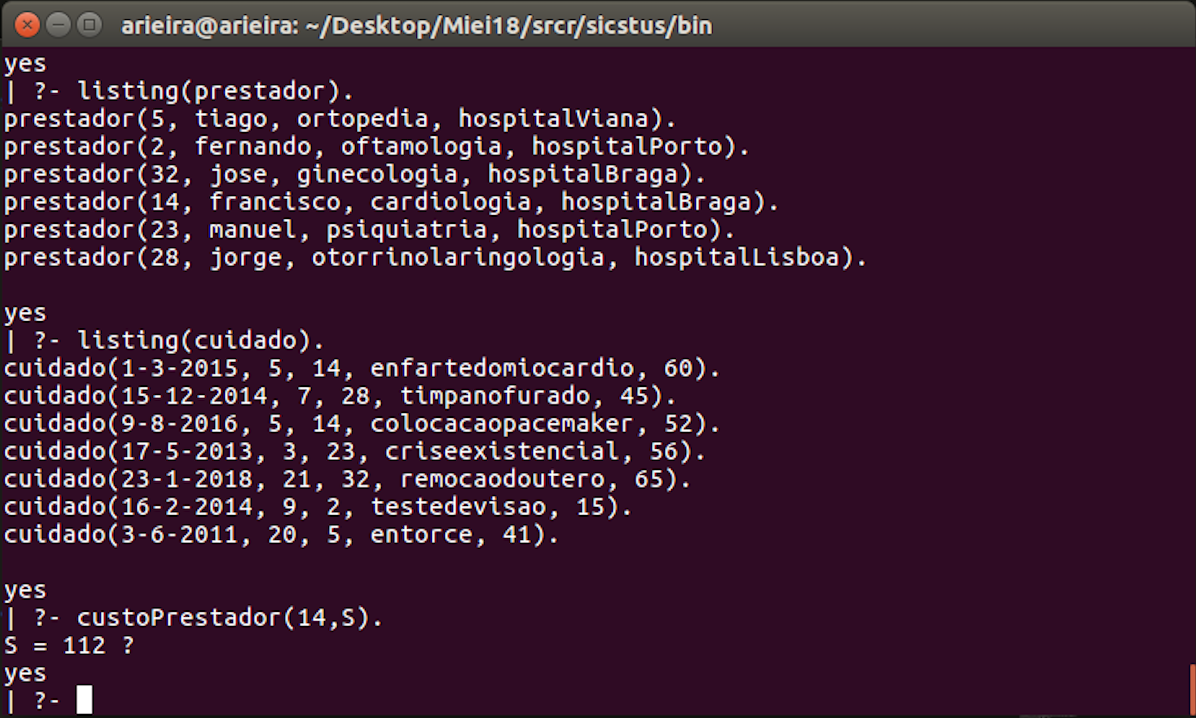 arieira@arieira: ~/Desktop/Miei18/srcr/sicstus/bin
yes
| ?- listing(prestador).
prestador(5, tiago, ortopedia, hospitalViana).
prestador(2, fernando, oftamologia, hospitalPorto).
prestador(32, jose, ginecologia, hospitalBraga).
prestador(14, francisco, cardiologia, hospitalBraga).
prestador(23, manuel, psiquiatria, hospitalPorto).
prestador(28, jorge, otorrinolaringologia, hospitalLisboa).
yes
| ?- listing(cuidado).
cuidado(1-3-2015, 5, 14, enfartedomiocardio, 60).
cuidado(15-12-2014, 7, 28, timpanofurado, 45).
cuidado(9-8-2016, 5, 14, colocacaopacemaker, 52).
cuidado(17-5-2013, 3, 23, criseexistencial, 56).
cuidado(23-1-2018, 21, 32, remocaodoutero, 65).
cuidado(16-2-2014, 9, 2, testedevisao, 15).
cuidado(3-6-2011, 20, 5, entorce, 41).
yes
| ?- custoPrestador(14,S).
S = 112 ?
yes
| ?-